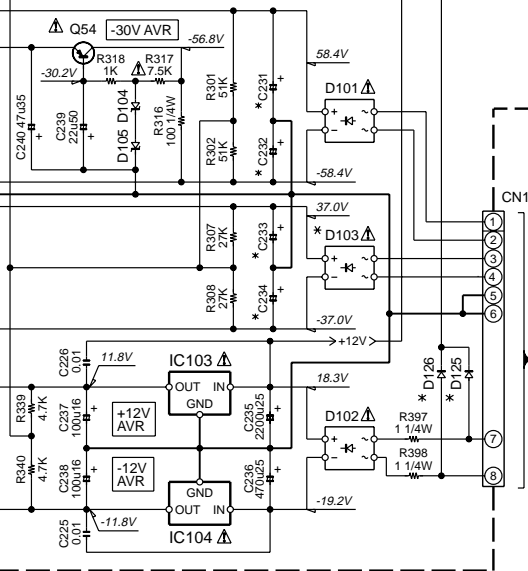 Q54
-30V AVR
-56.8V
-30.2V
R318
1K
R317
7.5K
C240 47u35
C239
22u50
D105 D104
R316
100 1/4W
R301
51K
R302
51K
* C231
* C232
58.4V
D101
-58.4V
37.0V
R307
27K
R308
27K
* C233
* C234
* D103
-37.0V
+12V
CN1
1
2
3
4
5
6
7
8
C226
0.01
11.8V
IC103
OUT IN
GND
R339
4.7K
R340
4.7K
C237
100u16
C238
100u16
+12V
AVR
-12V
AVR
C235
2200u25
C236
470u25
GND
OUT IN
IC104
C225
0.01
-11.8V
18.3V
D102
-19.2V
* D126
* D125
R397
1 1/4W
R398
1 1/4W